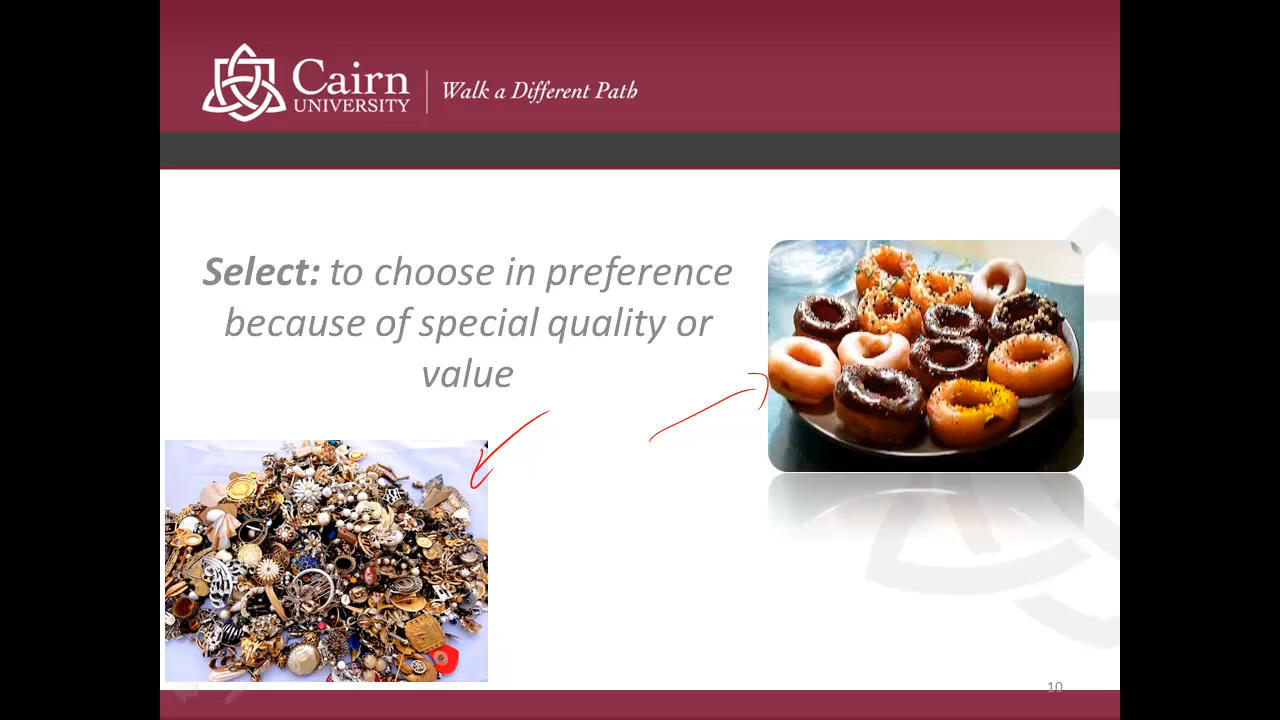 Cairn
UNIVERSITY
Walk a Different Path
Select: to choose in preference
because of special quality or
value
10